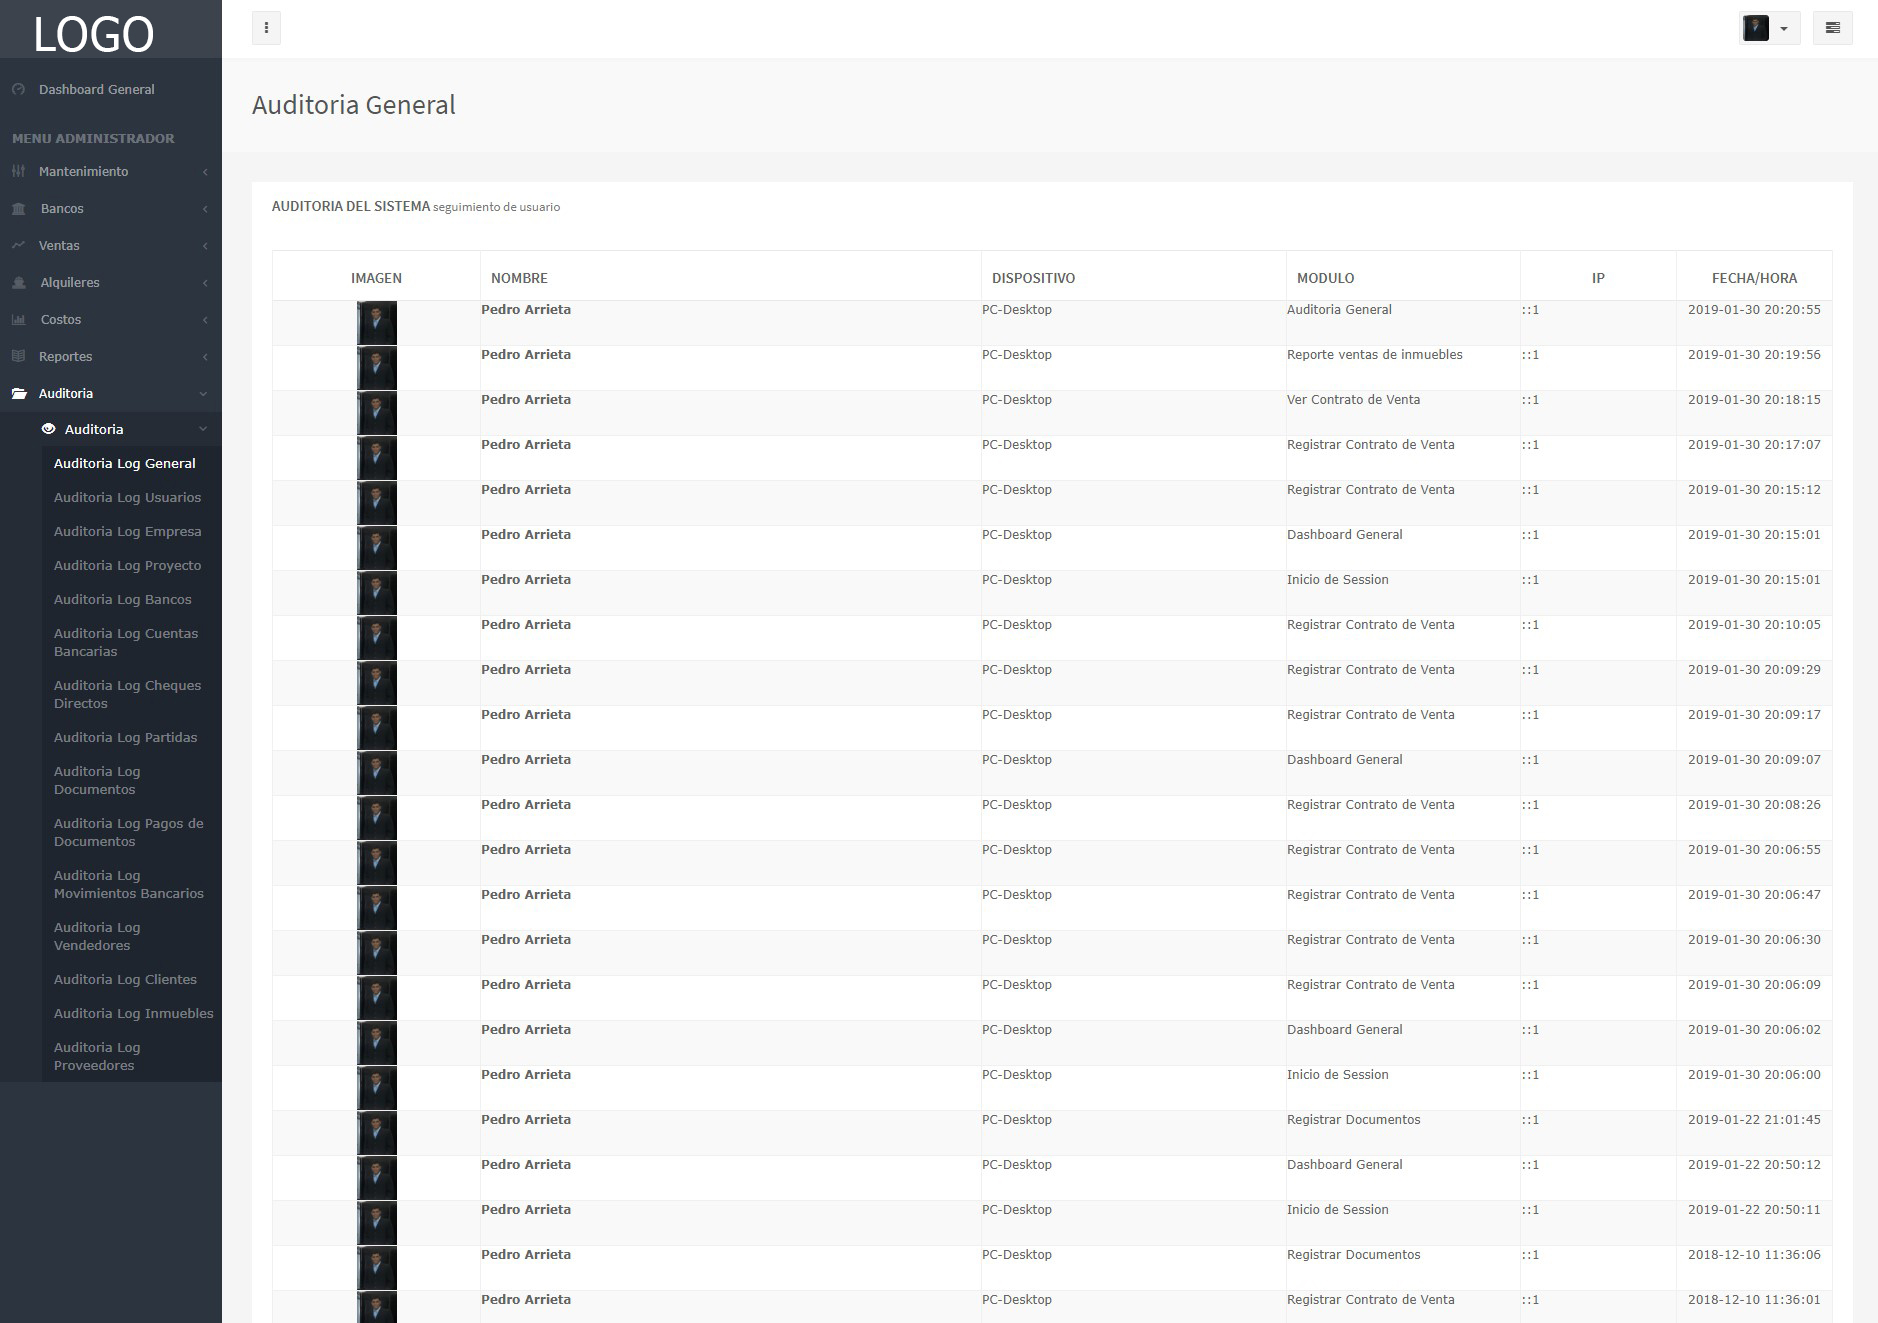 LOGO
Dashboard General
MENU ADMINISTRADOR
Mantenimiento
Bancos
Ventas
Alquileres
Costos
Reportes
Auditoria
Auditoria
Auditoria Log General
Auditoria Log Usuarios
Auditoria Log Empresa
Auditoria Log Proyecto
Auditoria Log Bancos
Auditoria Log Cuentas
Bancarias
Auditoria Log Cheques
Directos
Auditoria Log Partidas
Auditoria Log
Documentos
Auditoria Log Pagos de
Documentos
Auditoria Log
Movimientos Bancarios
Auditoria Log
Vendedores
Auditoria Log Clientes
Auditoria Log Inmuebles
Auditoria Log
Proveedores
Auditoria General
AUDITORIA DEL SISTEMA seguimiento de usuario
IMAGEN NOMBRE DISPOSITIVO MODULO IP FECHA/HORA
Pedro Arrieta PC-Desktop Auditoria General ::1 2019-01-30 20:20:55
Pedro Arrieta PC-Desktop Reporte ventas de inmuebles ::1 2019-01-30 20:19:56
Pedro Arrieta PC-Desktop Ver Contrato de Venta ::1 2019-01-30 20:18:15
Pedro Arrieta PC-Desktop Registrar Contrato de Venta ::1 2019-01-30 20:17:07
Pedro Arrieta PC-Desktop Registrar Contrato de Venta ::1 2019-01-30 20:15:12
Pedro Arrieta PC-Desktop Dashboard General ::1 2019-01-30 20:15:01
Pedro Arrieta PC-Desktop Inicio de Session ::1 2019-01-30 20:15:01
Pedro Arrieta PC-Desktop Registrar Contrato de Venta ::1 2019-01-30 20:10:05
Pedro Arrieta PC-Desktop Registrar Contrato de Venta ::1 2019-01-30 20:09:29
Pedro Arrieta PC-Desktop Registrar Contrato de Venta ::1 2019-01-30 20:09:17
Pedro Arrieta PC-Desktop Dashboard General ::1 2019-01-30 20:09:07
Pedro Arrieta PC-Desktop Registrar Contrato de Venta ::1 2019-01-30 20:08:26
Pedro Arrieta PC-Desktop Registrar Contrato de Venta ::1 2019-01-30 20:06:55
Pedro Arrieta PC-Desktop Registrar Contrato de Venta ::1 2019-01-30 20:06:47
Pedro Arrieta PC-Desktop Registrar Contrato de Venta ::1 2019-01-30 20:06:30
Pedro Arrieta PC-Desktop Registrar Contrato de Venta ::1 2019-01-30 20:06:09
Pedro Arrieta PC-Desktop Dashboard General ::1 2019-01-30 20:06:02
Pedro Arrieta PC-Desktop Inicio de Session ::1 2019-01-30 20:06:00
Pedro Arrieta PC-Desktop Registrar Documentos ::1 2019-01-22 21:01:45
Pedro Arrieta PC-Desktop Dashboard General ::1 2019-01-22 20:50:12
Pedro Arrieta PC-Desktop Inicio de Session ::1 2019-01-22 20:50:11
Pedro Arrieta PC-Desktop Registrar Documentos ::1 2018-12-10 11:36:06
Pedro Arrieta PC-Desktop Registrar Contrato de Venta ::1 2018-12-10 11:36:01